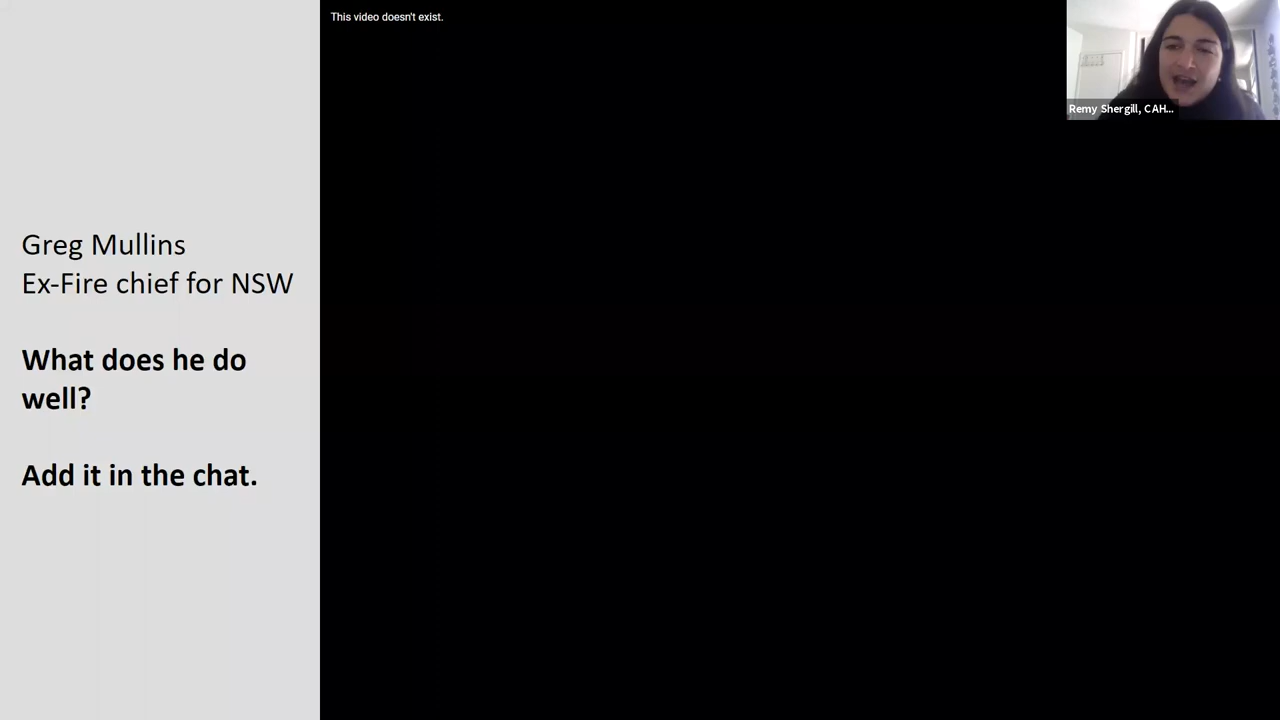 This video doesn't exist.
Remy Shergill, CAH...
Greg Mullins
Ex-Fire chief for NSW
What does he do
well?
Add it in the chat.